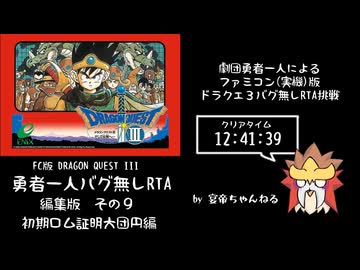 DRAGON QUEST
III
ENIX
FC版 DRAGON QUEST III
勇者一人バグ無しRTA
編集版 その9
初期ロム証明大団円編
劇団勇者一人による
ファミコン(実機)版
ドラクエ3バグ無しRTA挑戦
クリアタイム
12:41:39
by 宮帝ちゃんねる